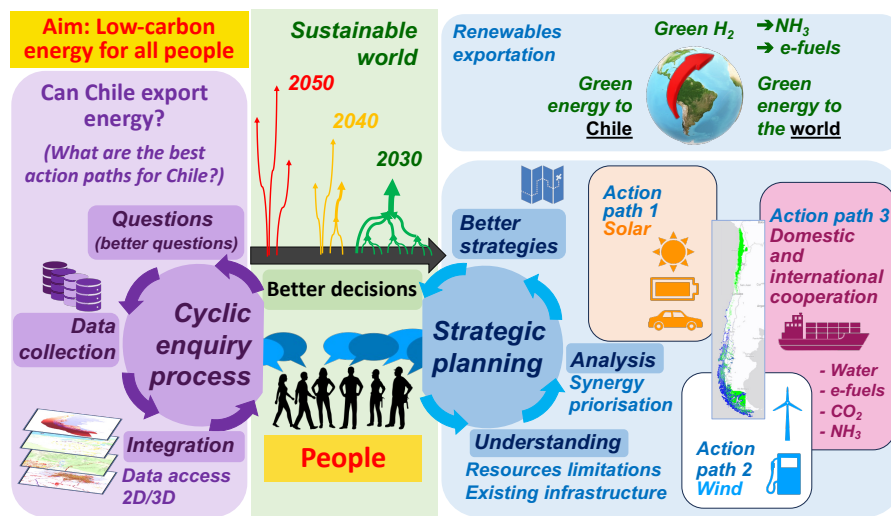 Aim: Low-carbon
energy for all people
Can Chile export
energy?
(What are the best
action paths for Chile?)
Questions
(better questions)
Data
collection
Cyclic
enquiry
process
Integration
Data access
2D/3D
Sustainable
world
2050
2040
2030
Better decisions
People
Renewables
exportation
Green H₂
➔NH₃
➔ e-fuels
Green
energy to
Chile
Green
energy to
the world
Better
strategies
Strategic
planning
Analysis
Synergy
priorisation
Understanding
Resources limitations
Existing infrastructure
Action
path 1
Solar
Action path 3
Domestic
and
international
cooperation
- Water
- e-fuels
- CO₂
- NH₃
Action
path 2
Wind